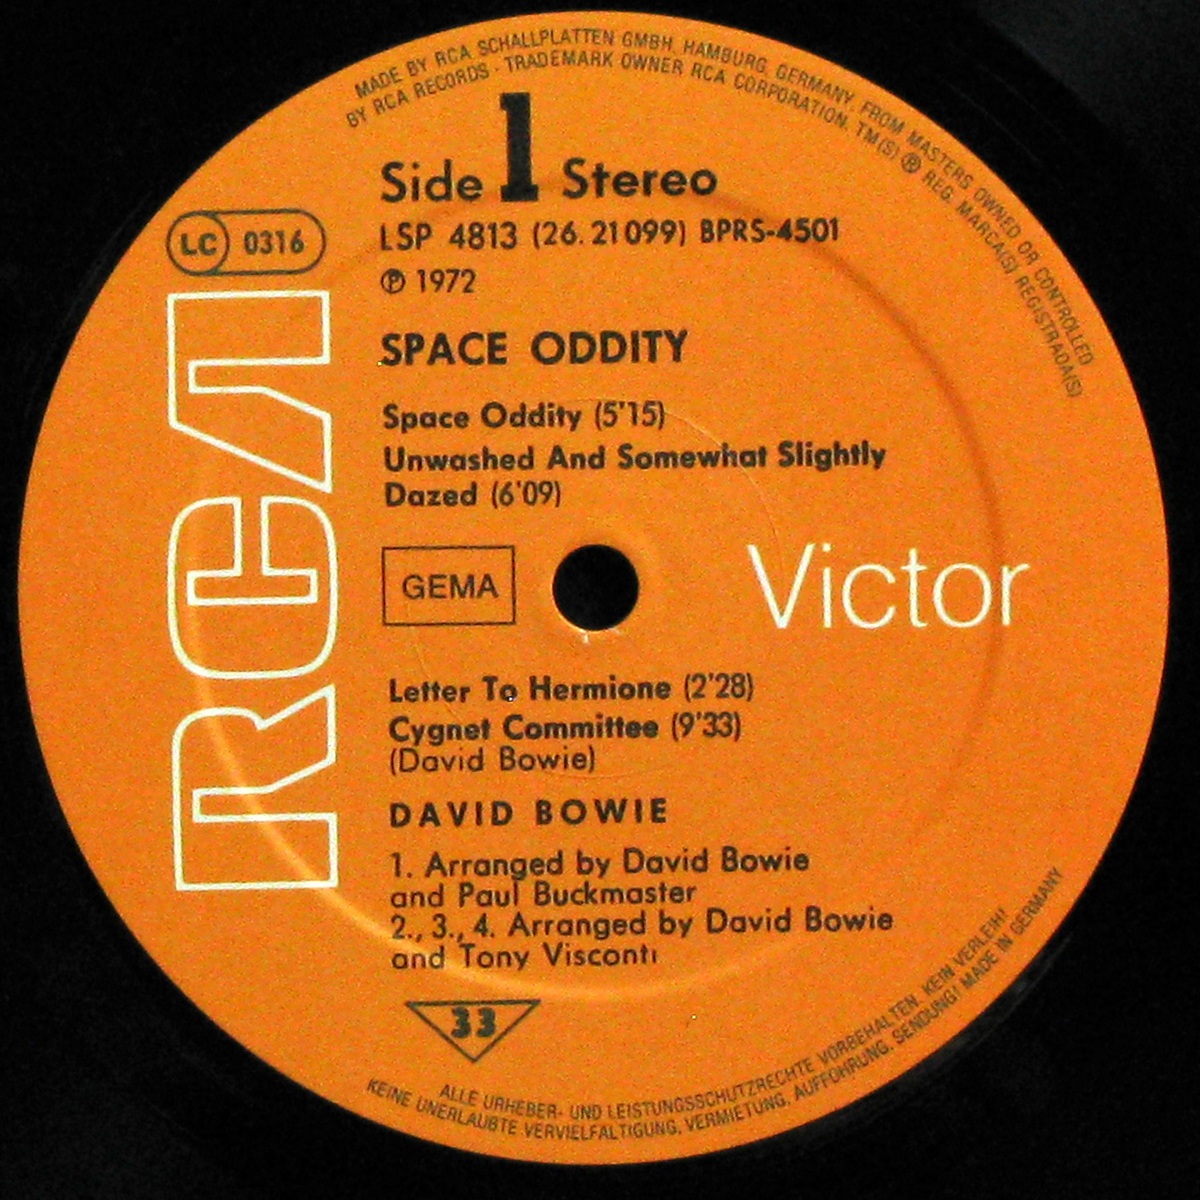 MADE BY RCA SCHALLPLATTEN GMBH, HAMBURG, GERMANY, FROM MASTERS OWNED OR CONTROLLED
BY RCA RECORDS · TRADEMARK OWNER RCA CORPORATION. TM(S) ® REG. MARCA(S) REGISTRADA(S)
Side 1 Stereo
LC 0316
LSP 4813 (26.21099) BPRS-4501
℗ 1972
RCA
SPACE ODDITY
Space Oddity (5'15)
Unwashed And Somewhat Slightly
Dazed (6'09)
GEMA
Victor
Letter To Hermione (2'28)
Cygnet Committee (9'33)
(David Bowie)
DAVID BOWIE
1. Arranged by David Bowie
and Paul Buckmaster
2., 3., 4. Arranged by David Bowie
and Tony Visconti
33
ALLE URHEBER- UND LEISTUNGSSCHUTZRECHTE VORBEHALTEN. KEIN VERLEIH!
KEINE UNERLAUBTE VERVIELFALTIGUNG, VERMIETUNG, AUFFOHRUNG, SENDUNG! MADE IN GERMANY